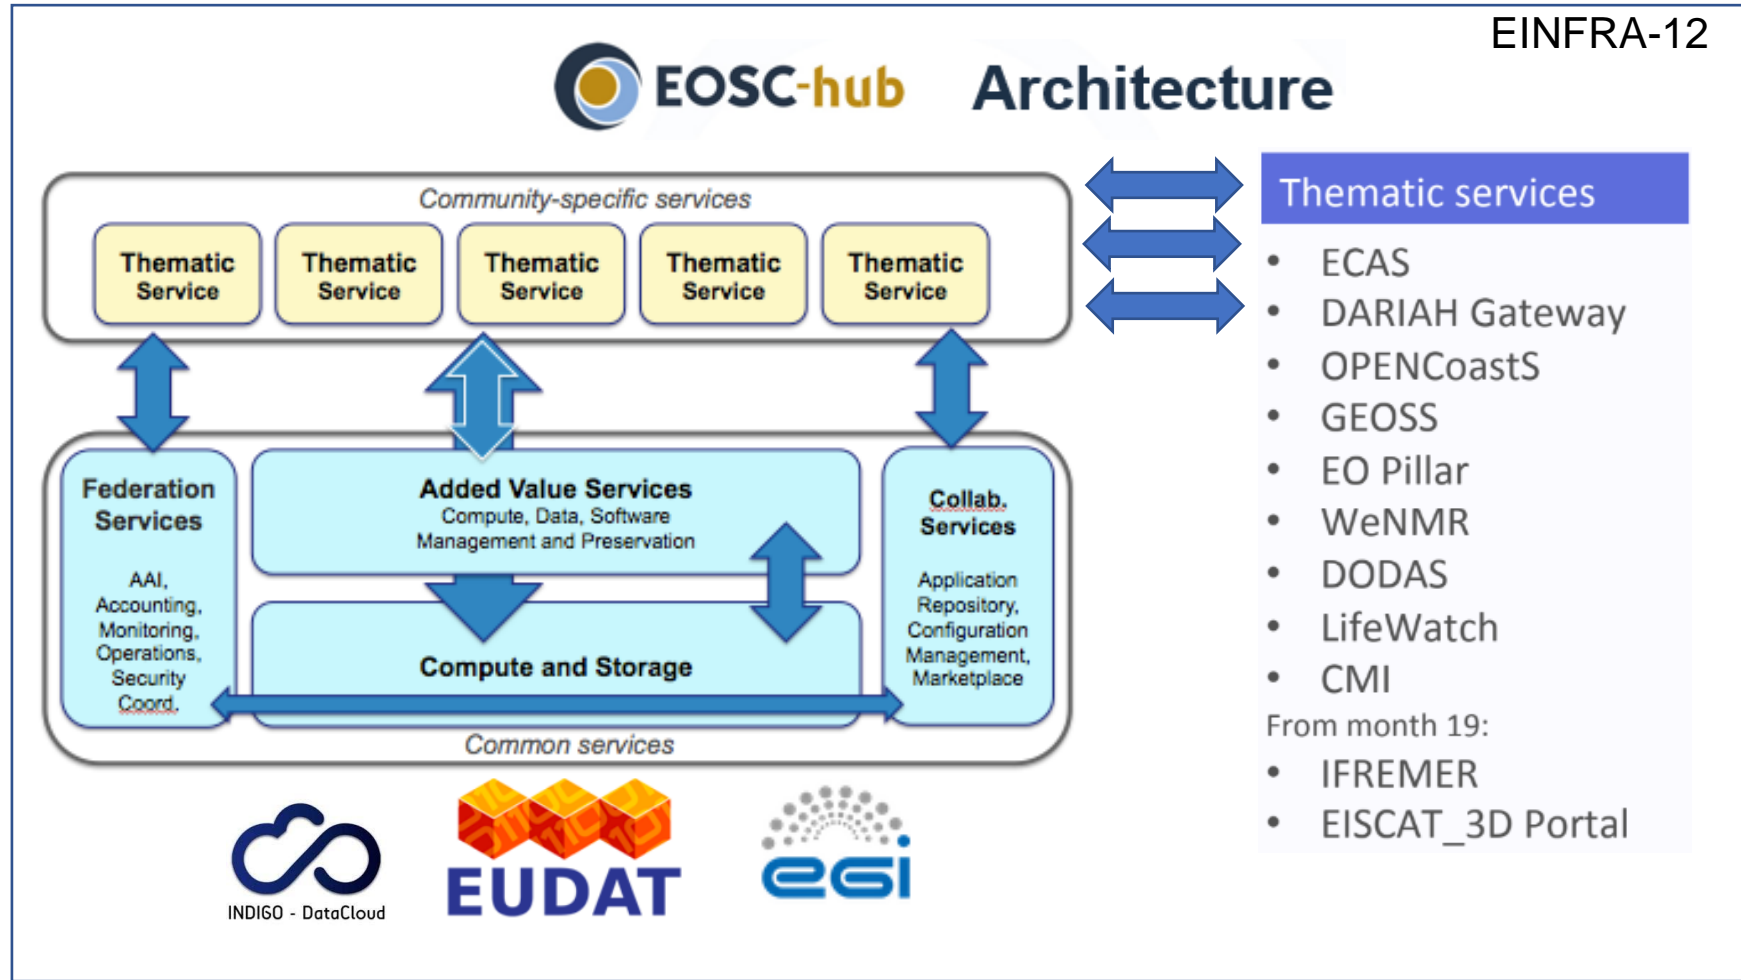 EINFRA-12
EOSC-hub Architecture
Community-specific services
Thematic Service
Thematic Service
Thematic Service
Thematic Service
Thematic Service
Federation
Services
AAI,
Accounting,
Monitoring,
Operations,
Security
Coord.
Added Value Services
Compute, Data, Software
Management and Preservation
Compute and Storage
Collab.
Services
Application
Repository,
Configuration
Management,
Marketplace
Common services
INDIGO - DataCloud
EUDAT
egi
Thematic services
• ECAS
• DARIAH Gateway
• OPENCoastS
• GEOSS
• EO Pillar
• WeNMR
• DODAS
• LifeWatch
• CMI
From month 19:
• IFREMER
• EISCAT_3D Portal